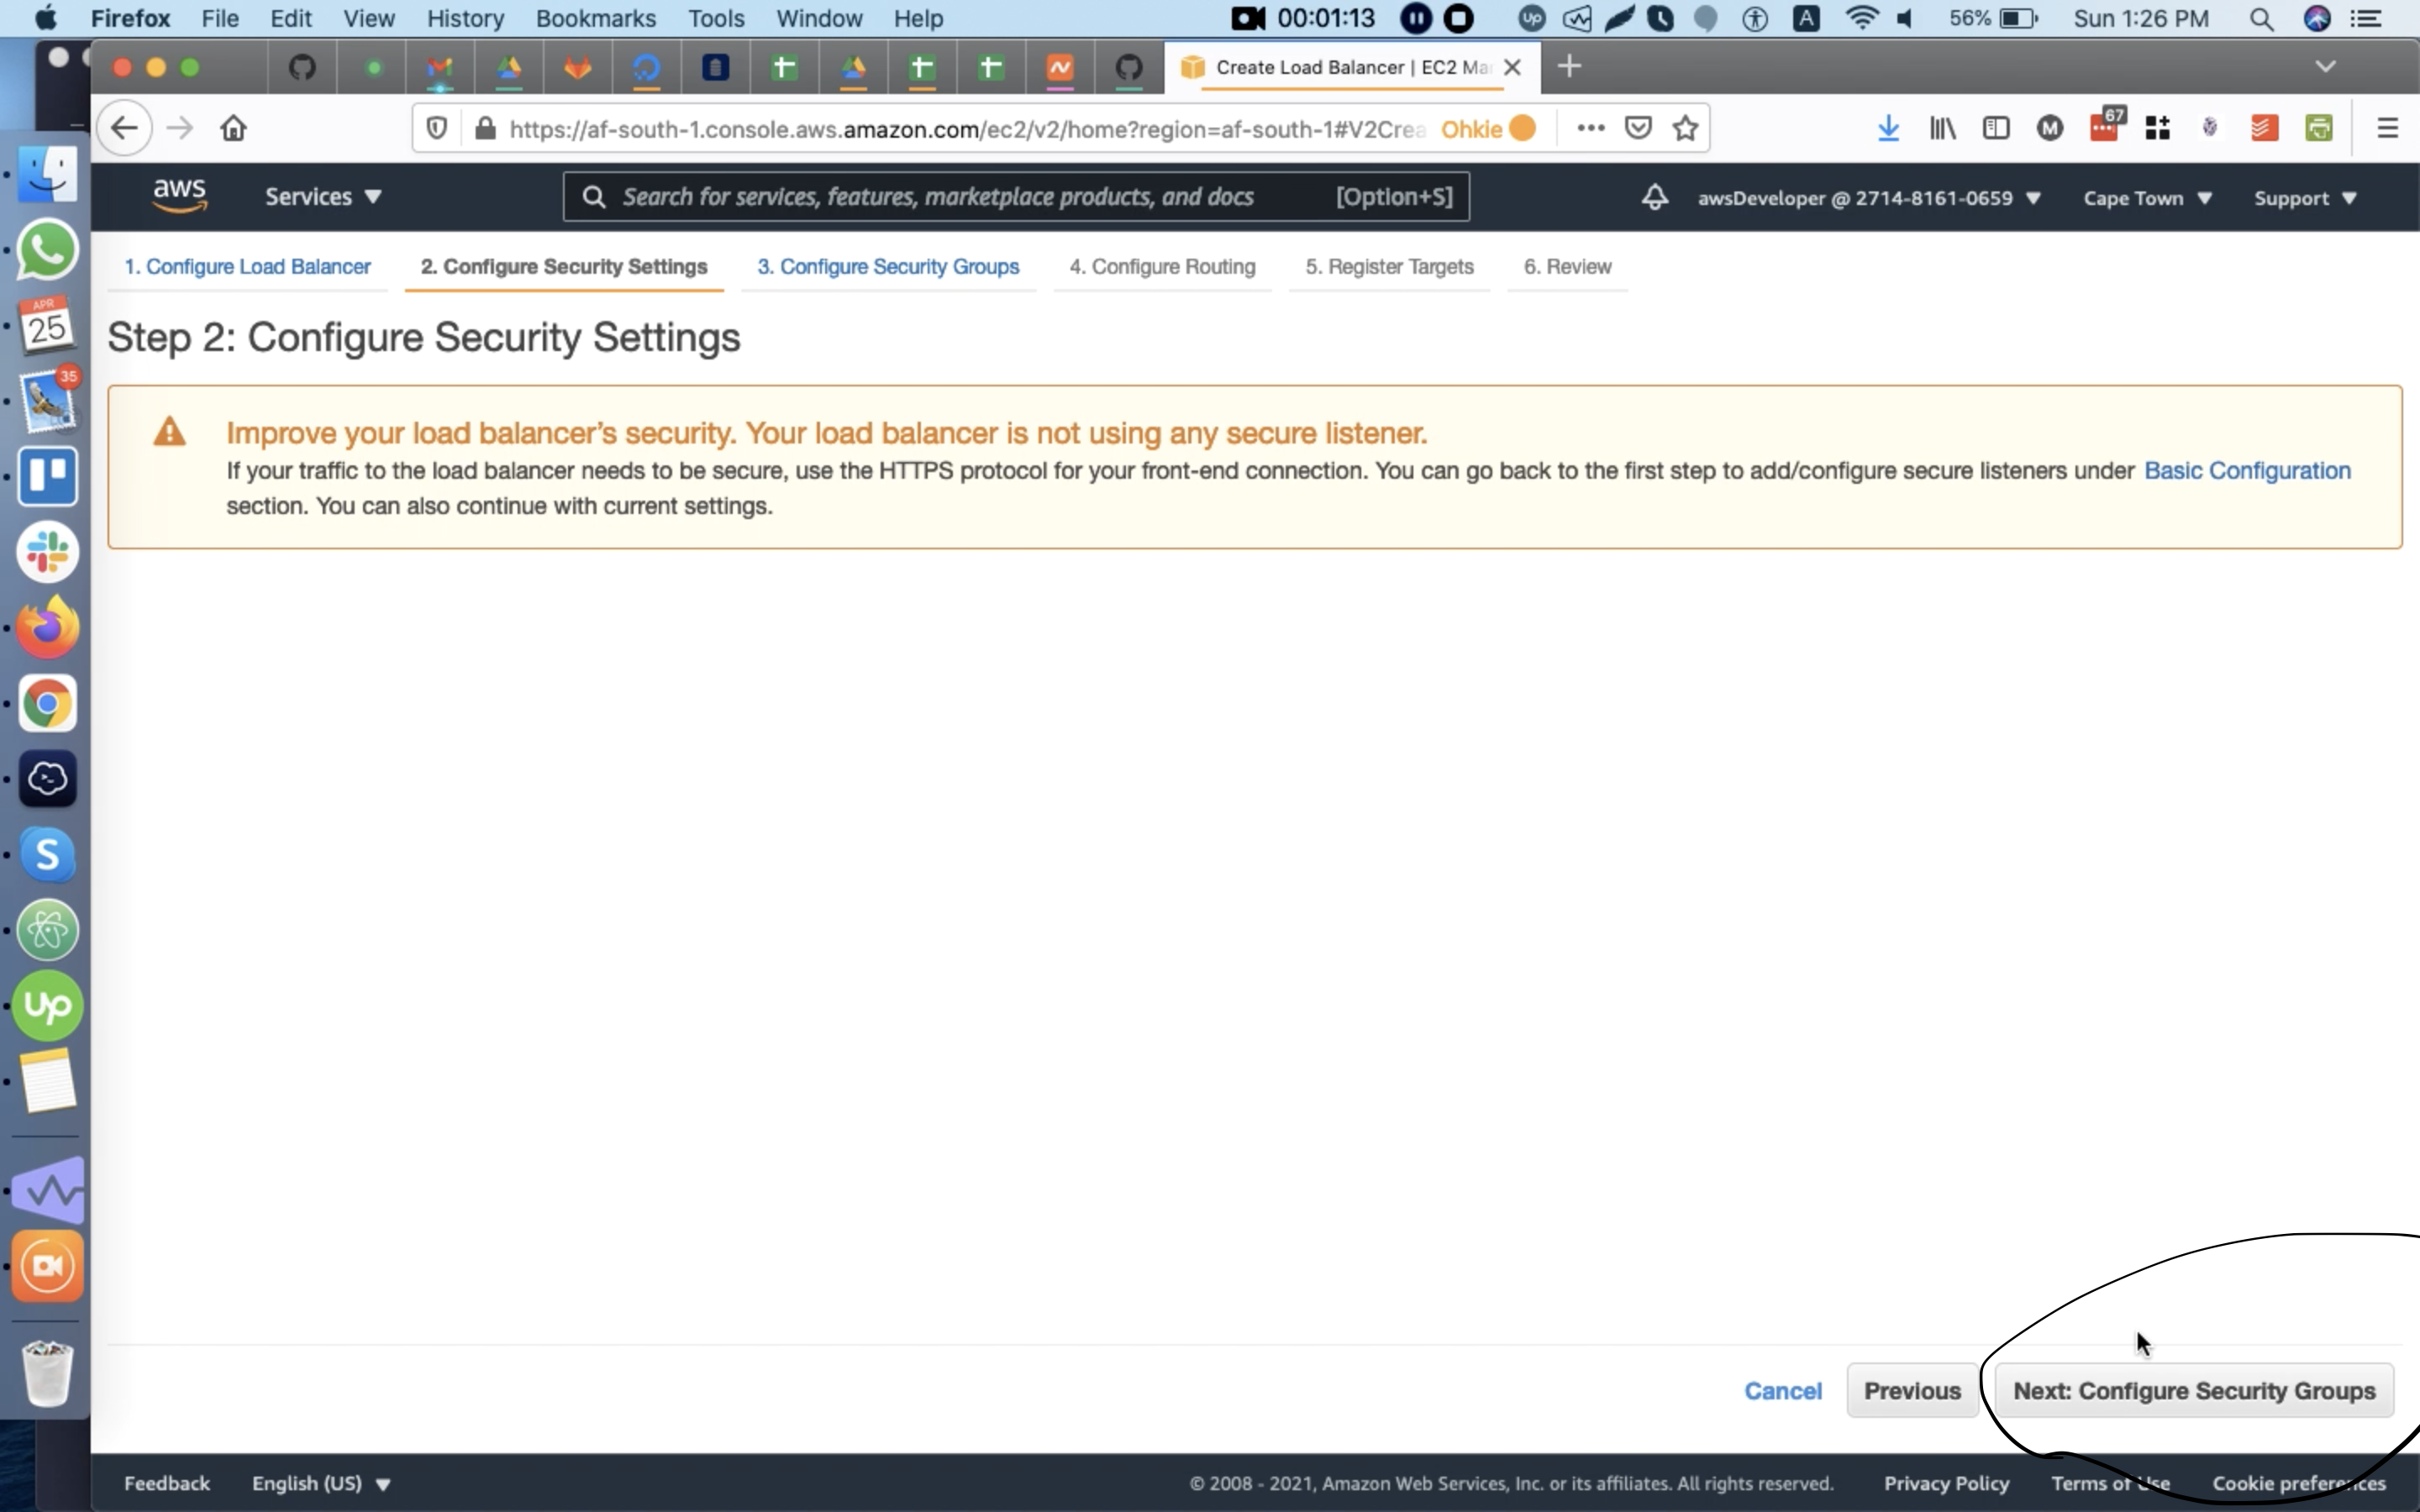 Firefox File Edit View History Bookmarks Tools Window Help 00:01:13 up A 56% Sun 1:26 PM
Create Load Balancer | EC2 Ma
https://af-south-1.console.aws.amazon.com/ec2/v2/home?region=af-south-1#V2Crea Ohkie M 67
aws Services Search for services, features, marketplace products, and docs [Option+S] awsDeveloper @ 2714-8161-0659 Cape Town Support
1. Configure Load Balancer 2. Configure Security Settings 3. Configure Security Groups 4. Configure Routing 5. Register Targets 6. Review
Step 2: Configure Security Settings
APR
25
35
Improve your load balancer's security. Your load balancer is not using any secure listener.
If your traffic to the load balancer needs to be secure, use the HTTPS protocol for your front-end connection. You can go back to the first step to add/configure secure listeners under Basic Configuration
section. You can also continue with current settings.
S
up
Cancel Previous Next: Configure Security Groups
Feedback English (US) © 2008 - 2021, Amazon Web Services, Inc. or its affiliates. All rights reserved. Privacy Policy Terms of Use Cookie preferences